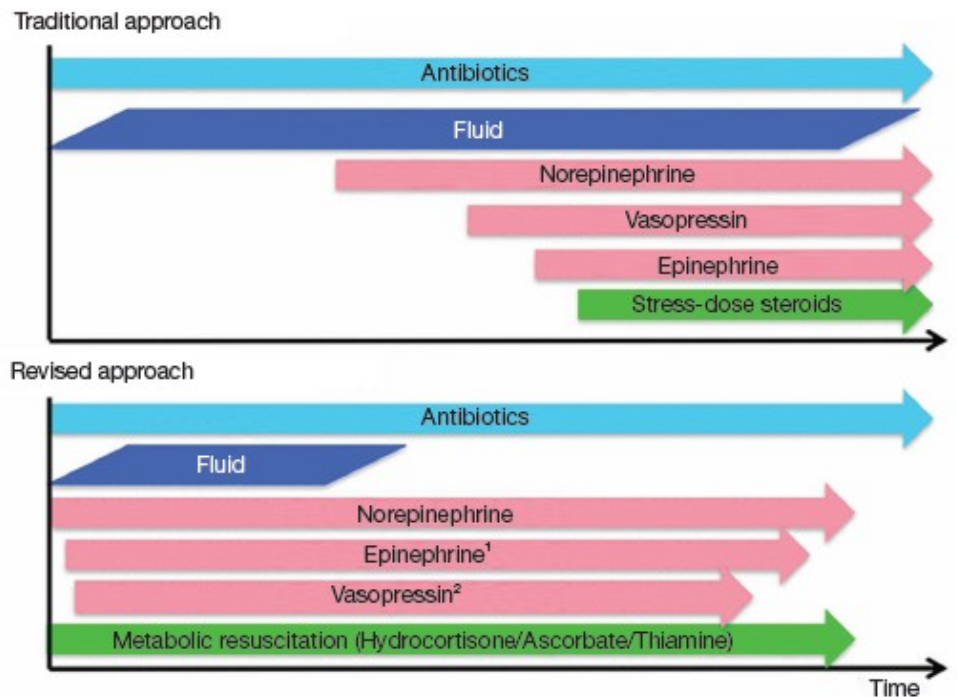 Traditional approach
Antibiotics
Fluid
Norepinephrine
Vasopressin
Epinephrine
Stress-dose steroids
Revised approach
Antibiotics
Fluid
Norepinephrine
Epinephrine¹
Vasopressin²
Metabolic resuscitation (Hydrocortisone/Ascorbate/Thiamine)
Time